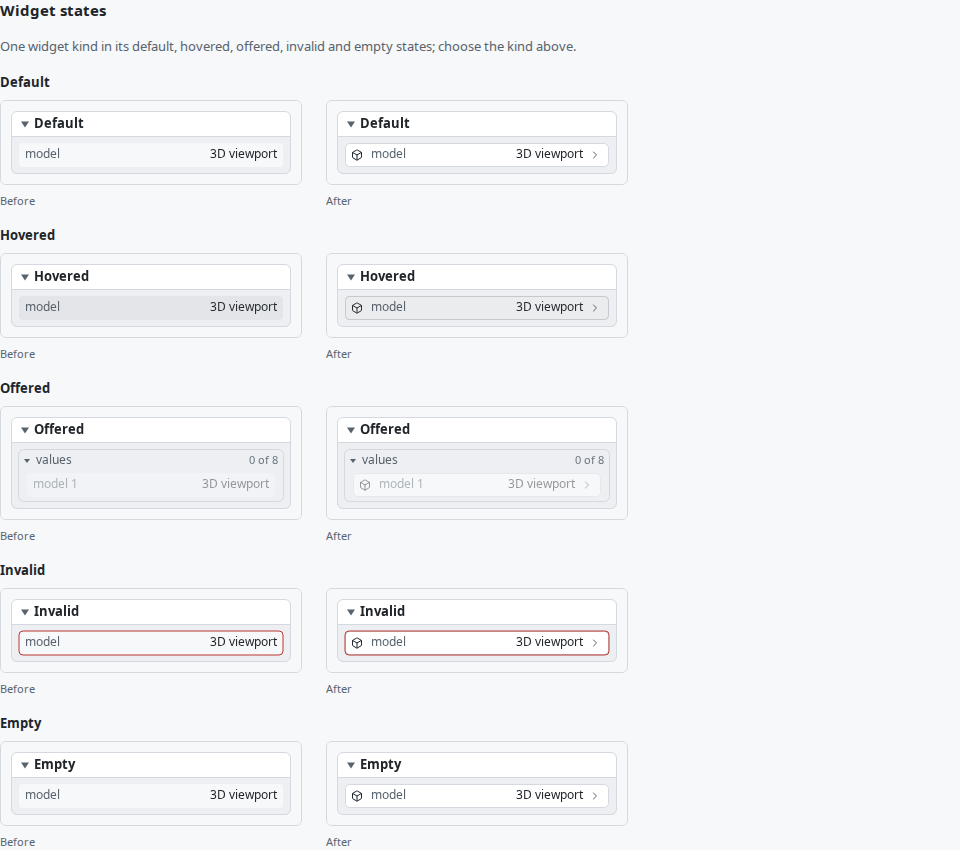 Widget states
One widget kind in its default, hovered, offered, invalid and empty states; choose the kind above.
Default
Default
model 3D viewport
Before
Default
model 3D viewport
After
Hovered
Hovered
model 3D viewport
Before
Hovered
model 3D viewport
After
Offered
Offered
values 0 of 8
model 1 3D viewport
Before
Offered
values 0 of 8
model 1 3D viewport
After
Invalid
Invalid
model 3D viewport
Before
Invalid
model 3D viewport
After
Empty
Empty
model 3D viewport
Before
Empty
model 3D viewport
After